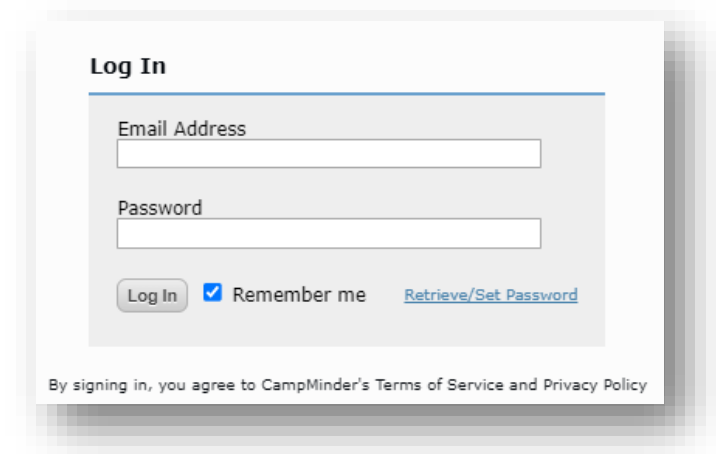 Log In
Email Address
Password
Log In Remember me Retrieve/Set Password
By signing in, you agree to CampMinder's Terms of Service and Privacy Policy